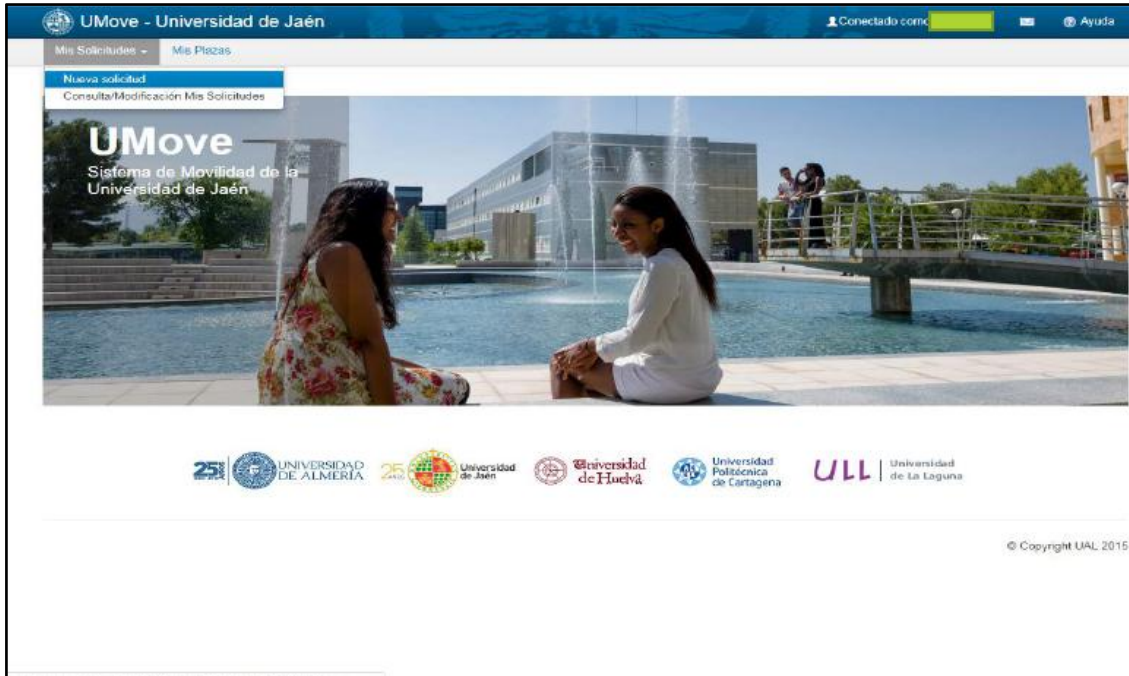 UMove - Universidad de Jaén
Conectado como
Ayuda
Mis Solicitudes
Mis Plazas
Nueva solicitud
Consulta/Modificación Mis Solicitudes
UMove
Sistema de Movilidad de la
Universidad de Jaén
25
UNIVERSIDAD
DE ALMERÍA
25
AÑOS
Universidad
de Jaén
Universidad
de Huelva
Universidad
Politécnica
de Cartagena
ULL
Universidad
de La Laguna
© Copyright UAL 2015